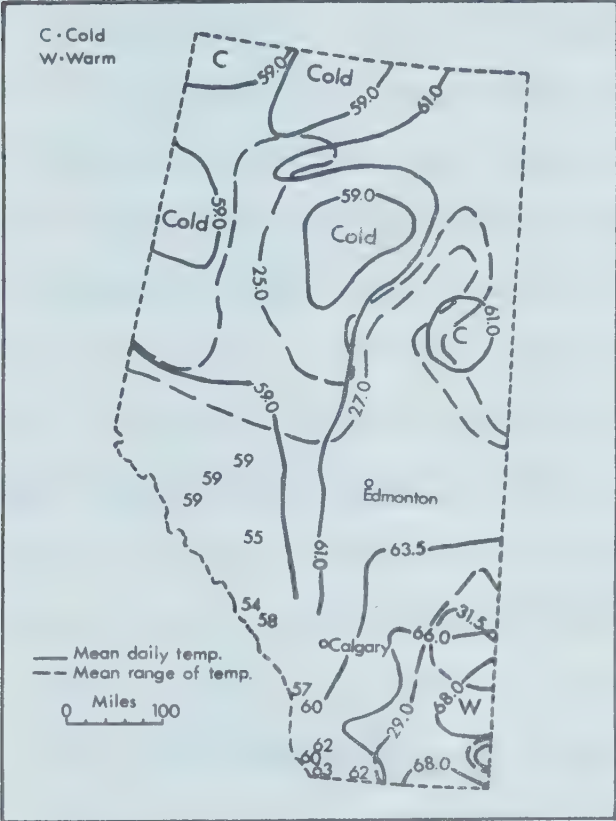 C·Cold
W·Warm
C
59.0
Cold
59.0
61.0
59.0
Cold
59.0
Cold
25.0
61.0
C
27.0
59.0
59
59
59
Edmonton
55
63.5
61.0
54
58
31.5
66.0
Calgary
Mean daily temp.
Mean range of temp.
57
60
68.0
W
Miles
0 100
29.0
62
60
63
62
68.0